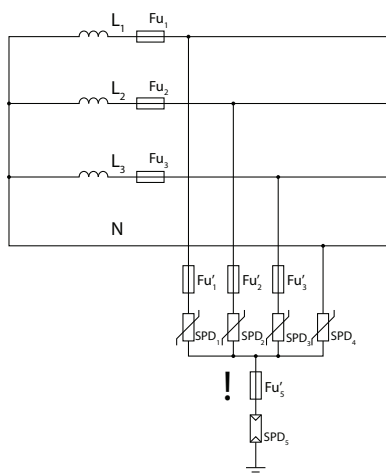 L₁ Fu₁
L₂ Fu₂
L₃ Fu₃
N
Fu'₁ Fu'₂ Fu'₃
SPD₁ SPD₂ SPD₃ SPD₄
! Fu'₅
SPD₅